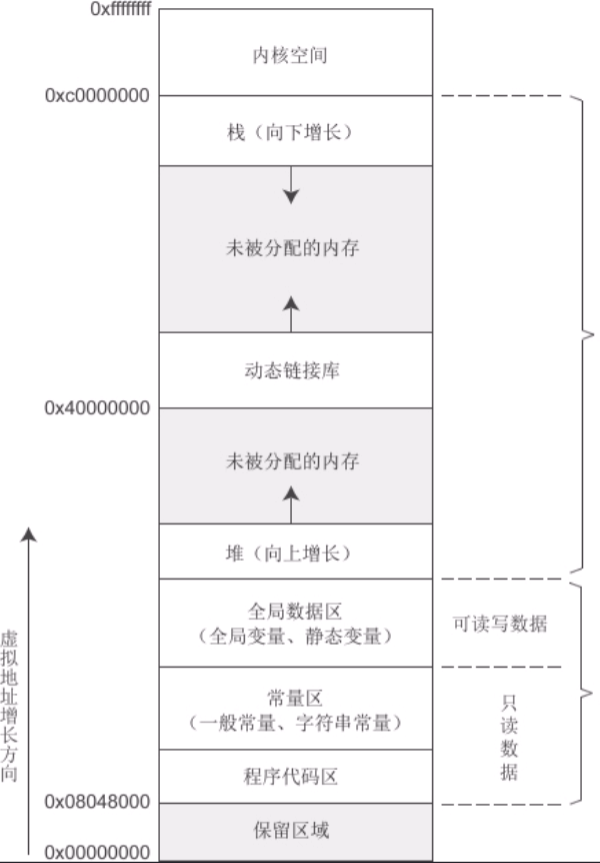 0xffffffff
内核空间
0xc0000000
栈（向下增长）
未被分配的内存
动态链接库
0x40000000
未被分配的内存
堆（向上增长）
全局数据区
（全局变量、静态变量）
可读写数据
常量区
（一般常量、字符串常量）
只读数据
程序代码区
0x08048000
保留区域
0x00000000
虚拟地址增长方向